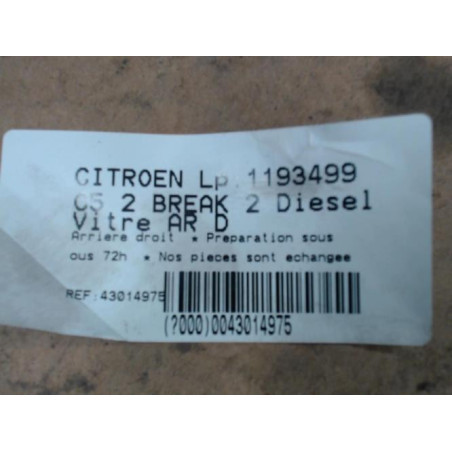 CITROEN Lp.1193499
C5 2 BREAK 2 Diesel
Vitre AR D
Arriere droit * Preparation sous
ous 72h * Nos pieces sont echangee
REF:43014975
(?000)0043014975